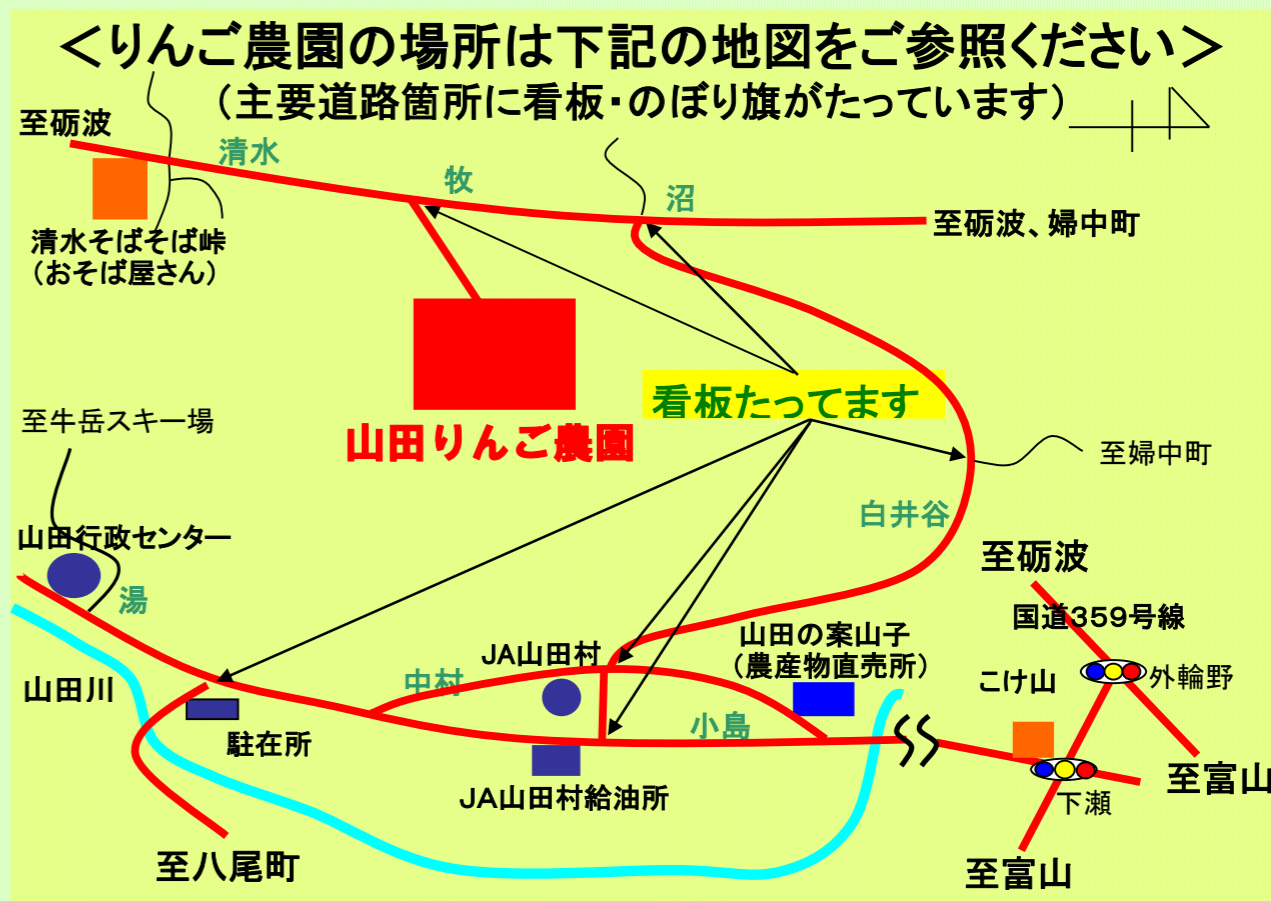 ＜りんご農園の場所は下記の地図をご参照ください＞
（主要道路箇所に看板・のぼり旗がたっています）
至砺波
清水
牧
沼
至砺波、婦中町
清水そばそば峠
（おそば屋さん）
看板たってます
至牛岳スキー場
山田りんご農園
至婦中町
白井谷
山田行政センター
至砺波
湯
国道359号線
山田の案山子
（農産物直売所）
JA山田村
中村
こけ山
外輪野
山田川
小島
駐在所
至富山
JA山田村給油所
下瀬
至八尾町
至富山